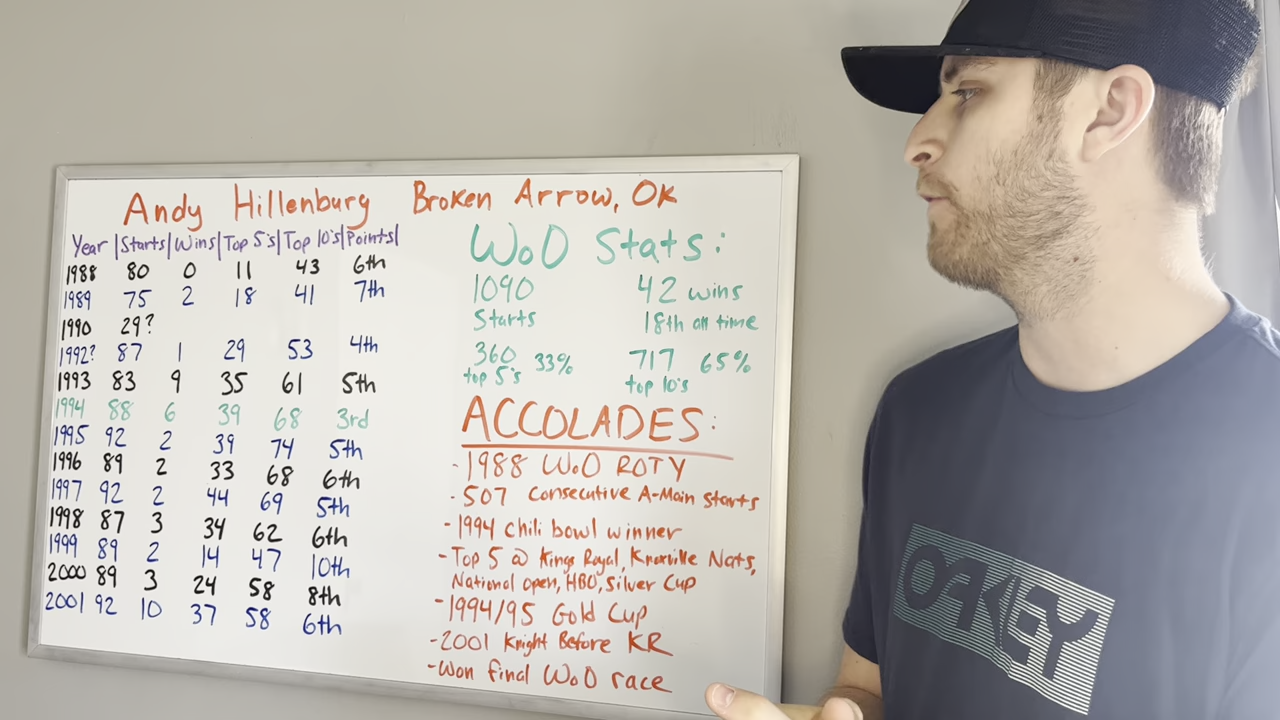 Andy Hillenburg Broken Arrow, OK
Year | Starts | Wins | Top 5's | Top 10's | Points |
1988 80 0 11 43 6th
1989 75 2 18 41 7th
1990 29?
1992? 87 1 29 53 4th
1993 83 9 35 61 5th
1994 88 6 39 68 3rd
1995 92 2 39 74 5th
1996 89 2 33 68 6th
1997 92 2 44 69 5th
1998 87 3 34 62 6th
1999 89 2 14 47 10th
2000 89 3 24 58 8th
2001 92 10 37 58 6th
WoO Stats:
1090 42 wins
Starts 18th all time
360 33% 717 65%
top 5's top 10's
ACCOLADES:
-1988 WoO ROTY
-507 Consecutive A-Main Starts
-1994 Chili bowl winner
-Top 5 @ Kings Royal, Knoxville Nats,
National open, HBO, Silver Cup
-1994/95 Gold Cup
-2001 Knight Before KR
-Won final WoO race
OAKLEY